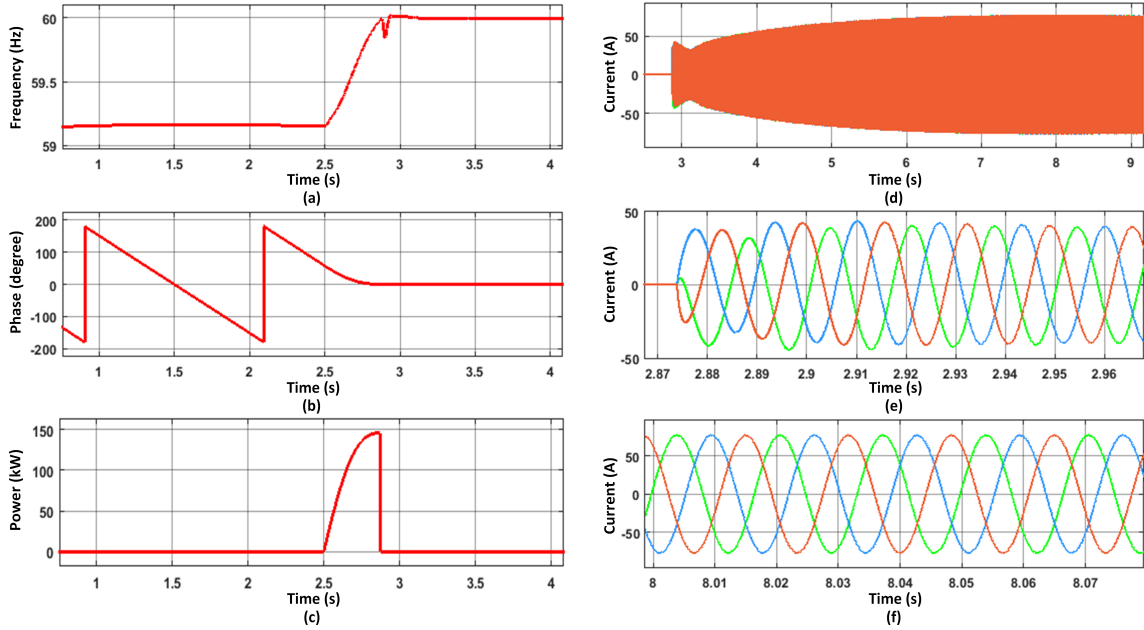 Frequency (Hz)
60
59.5
59
1 1.5 2 2.5 3 3.5 4
Time (s)
(a)
Phase (degree)
200
100
0
-100
-200
1 1.5 2 2.5 3 3.5 4
Time (s)
(b)
Power (kW)
150
100
50
0
1 1.5 2 2.5 3 3.5 4
Time (s)
(c)
Current (A)
50
0
-50
3 4 5 6 7 8 9
Time (s)
(d)
Current (A)
50
0
-50
2.87 2.88 2.89 2.9 2.91 2.92 2.93 2.94 2.95 2.96
Time (s)
(e)
Current (A)
50
0
-50
8 8.01 8.02 8.03 8.04 8.05 8.06 8.07
Time (s)
(f)